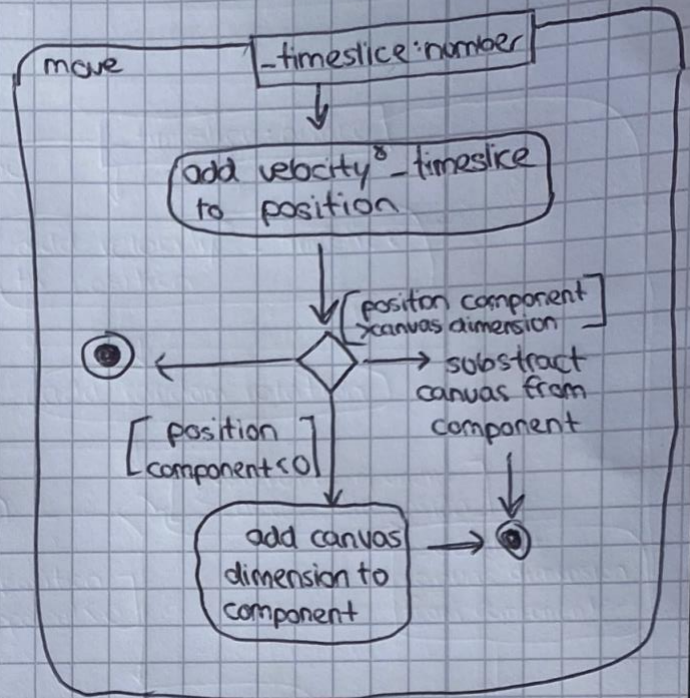 move
_timeslice:number
add velocity* _timeslice
to position
[positon component
>canvas dimension]
substract
canvas from
component
[position
component<0]
add canvas
dimension to
component